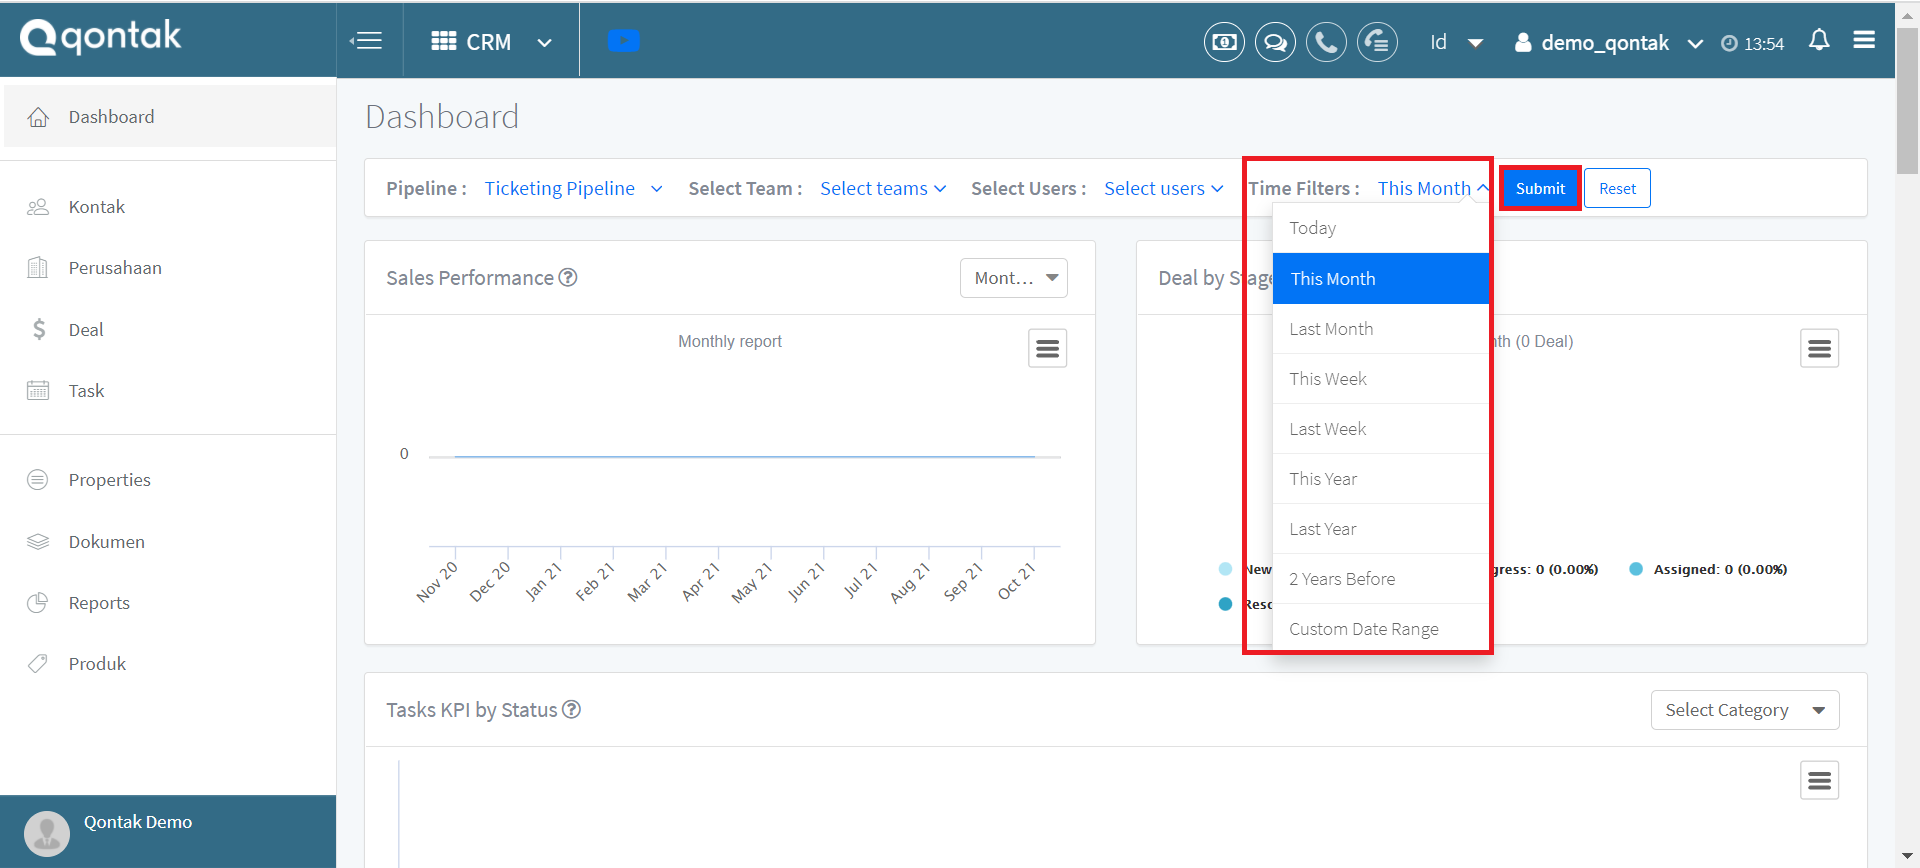 qontak
CRM
Id
demo_qontak
13:54
Dashboard
Kontak
Perusahaan
Deal
Task
Properties
Dokumen
Reports
Produk
Qontak Demo
Dashboard
Pipeline : Ticketing Pipeline Select Team : Select teams Select Users : Select users Time Filters : This Month Submit Reset
Today
This Month
Last Month
This Week
Last Week
This Year
Last Year
2 Years Before
Custom Date Range
Sales Performance ?
Mont...
Monthly report
0
Nov 20 Dec 20 Jan 21 Feb 21 Mar 21 Apr 21 May 21 Jun 21 Jul 21 Aug 21 Sep 21 Oct 21
Deal by Stage
(0 Deal)
New
0 (0.00%) Assigned: 0 (0.00%)
Tasks KPI by Status ?
Select Category